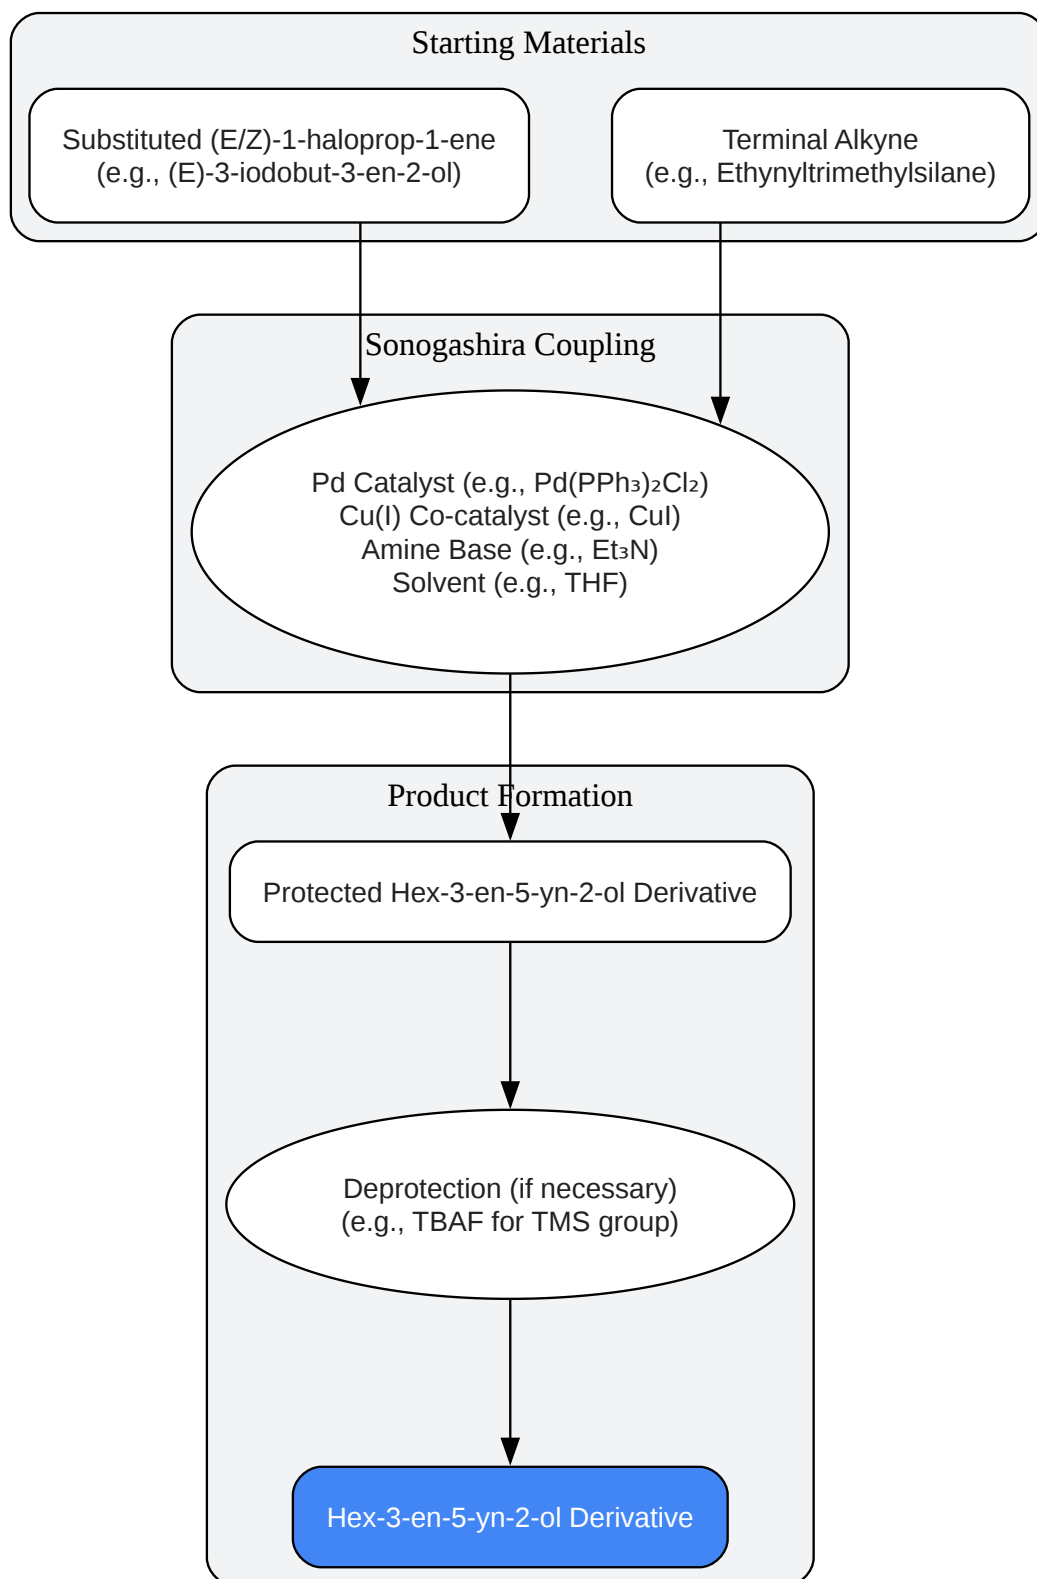 Starting Materials
Substituted (E/Z)-1-haloprop-1-ene
(e.g., (E)-3-iodobut-3-en-2-ol)
Terminal Alkyne
(e.g., Ethynyltrimethylsilane)
Sonogashira Coupling
Pd Catalyst (e.g., Pd(PPh₃)₂Cl₂)
Cu(I) Co-catalyst (e.g., CuI)
Amine Base (e.g., Et₃N)
Solvent (e.g., THF)
Product Formation
Protected Hex-3-en-5-yn-2-ol Derivative
Deprotection (if necessary)
(e.g., TBAF for TMS group)
Hex-3-en-5-yn-2-ol Derivative